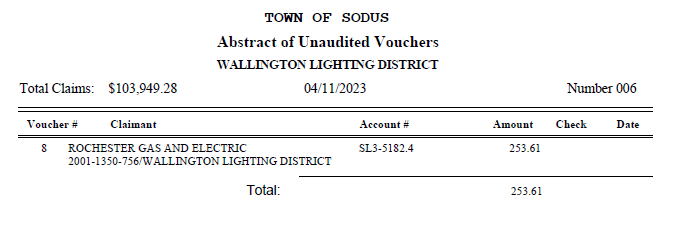 TOWN OF SODUS
Abstract of Unaudited Vouchers
WALLINGTON LIGHTING DISTRICT
Total Claims: $103,949.28 04/11/2023 Number 006
Voucher # Claimant Account # Amount Check Date
8 ROCHESTER GAS AND ELECTRIC SL3-5182.4 253.61
2001-1350-756/WALLINGTON LIGHTING DISTRICT
Total: 253.61